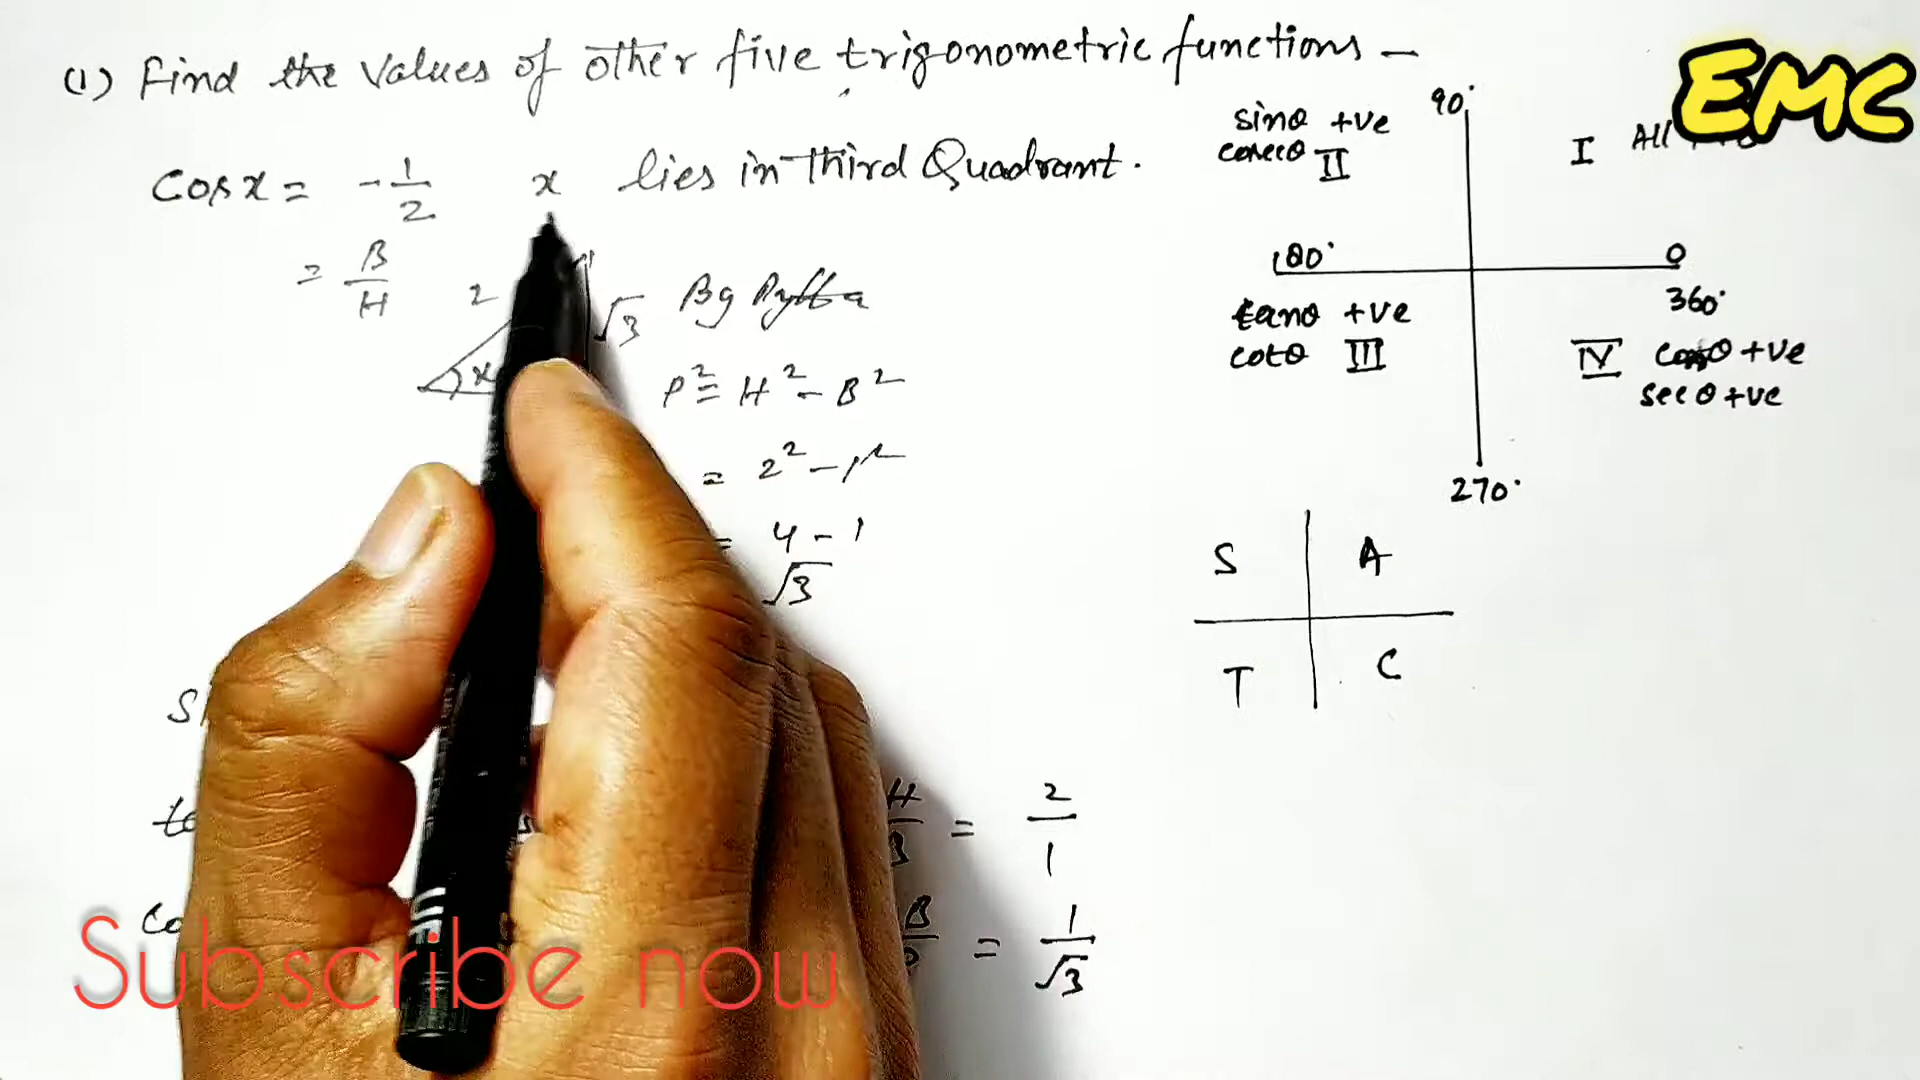 (1) Find the values of other five trigonometric functions -
cos x = - 1/2 x lies in third Quadrant.
= B/H
2
√3
x
By
P² = H² - B²
= 2² - 1²
= 4 - 1
√3
H/B = 2/1
B/P = 1/√3
EMC
90°
sinθ +ve
cosecθ II
I All
180°
0
360°
tanθ +ve
cotθ III
IV cosθ +ve
secθ +ve
270°
S A
T C
Subscribe now